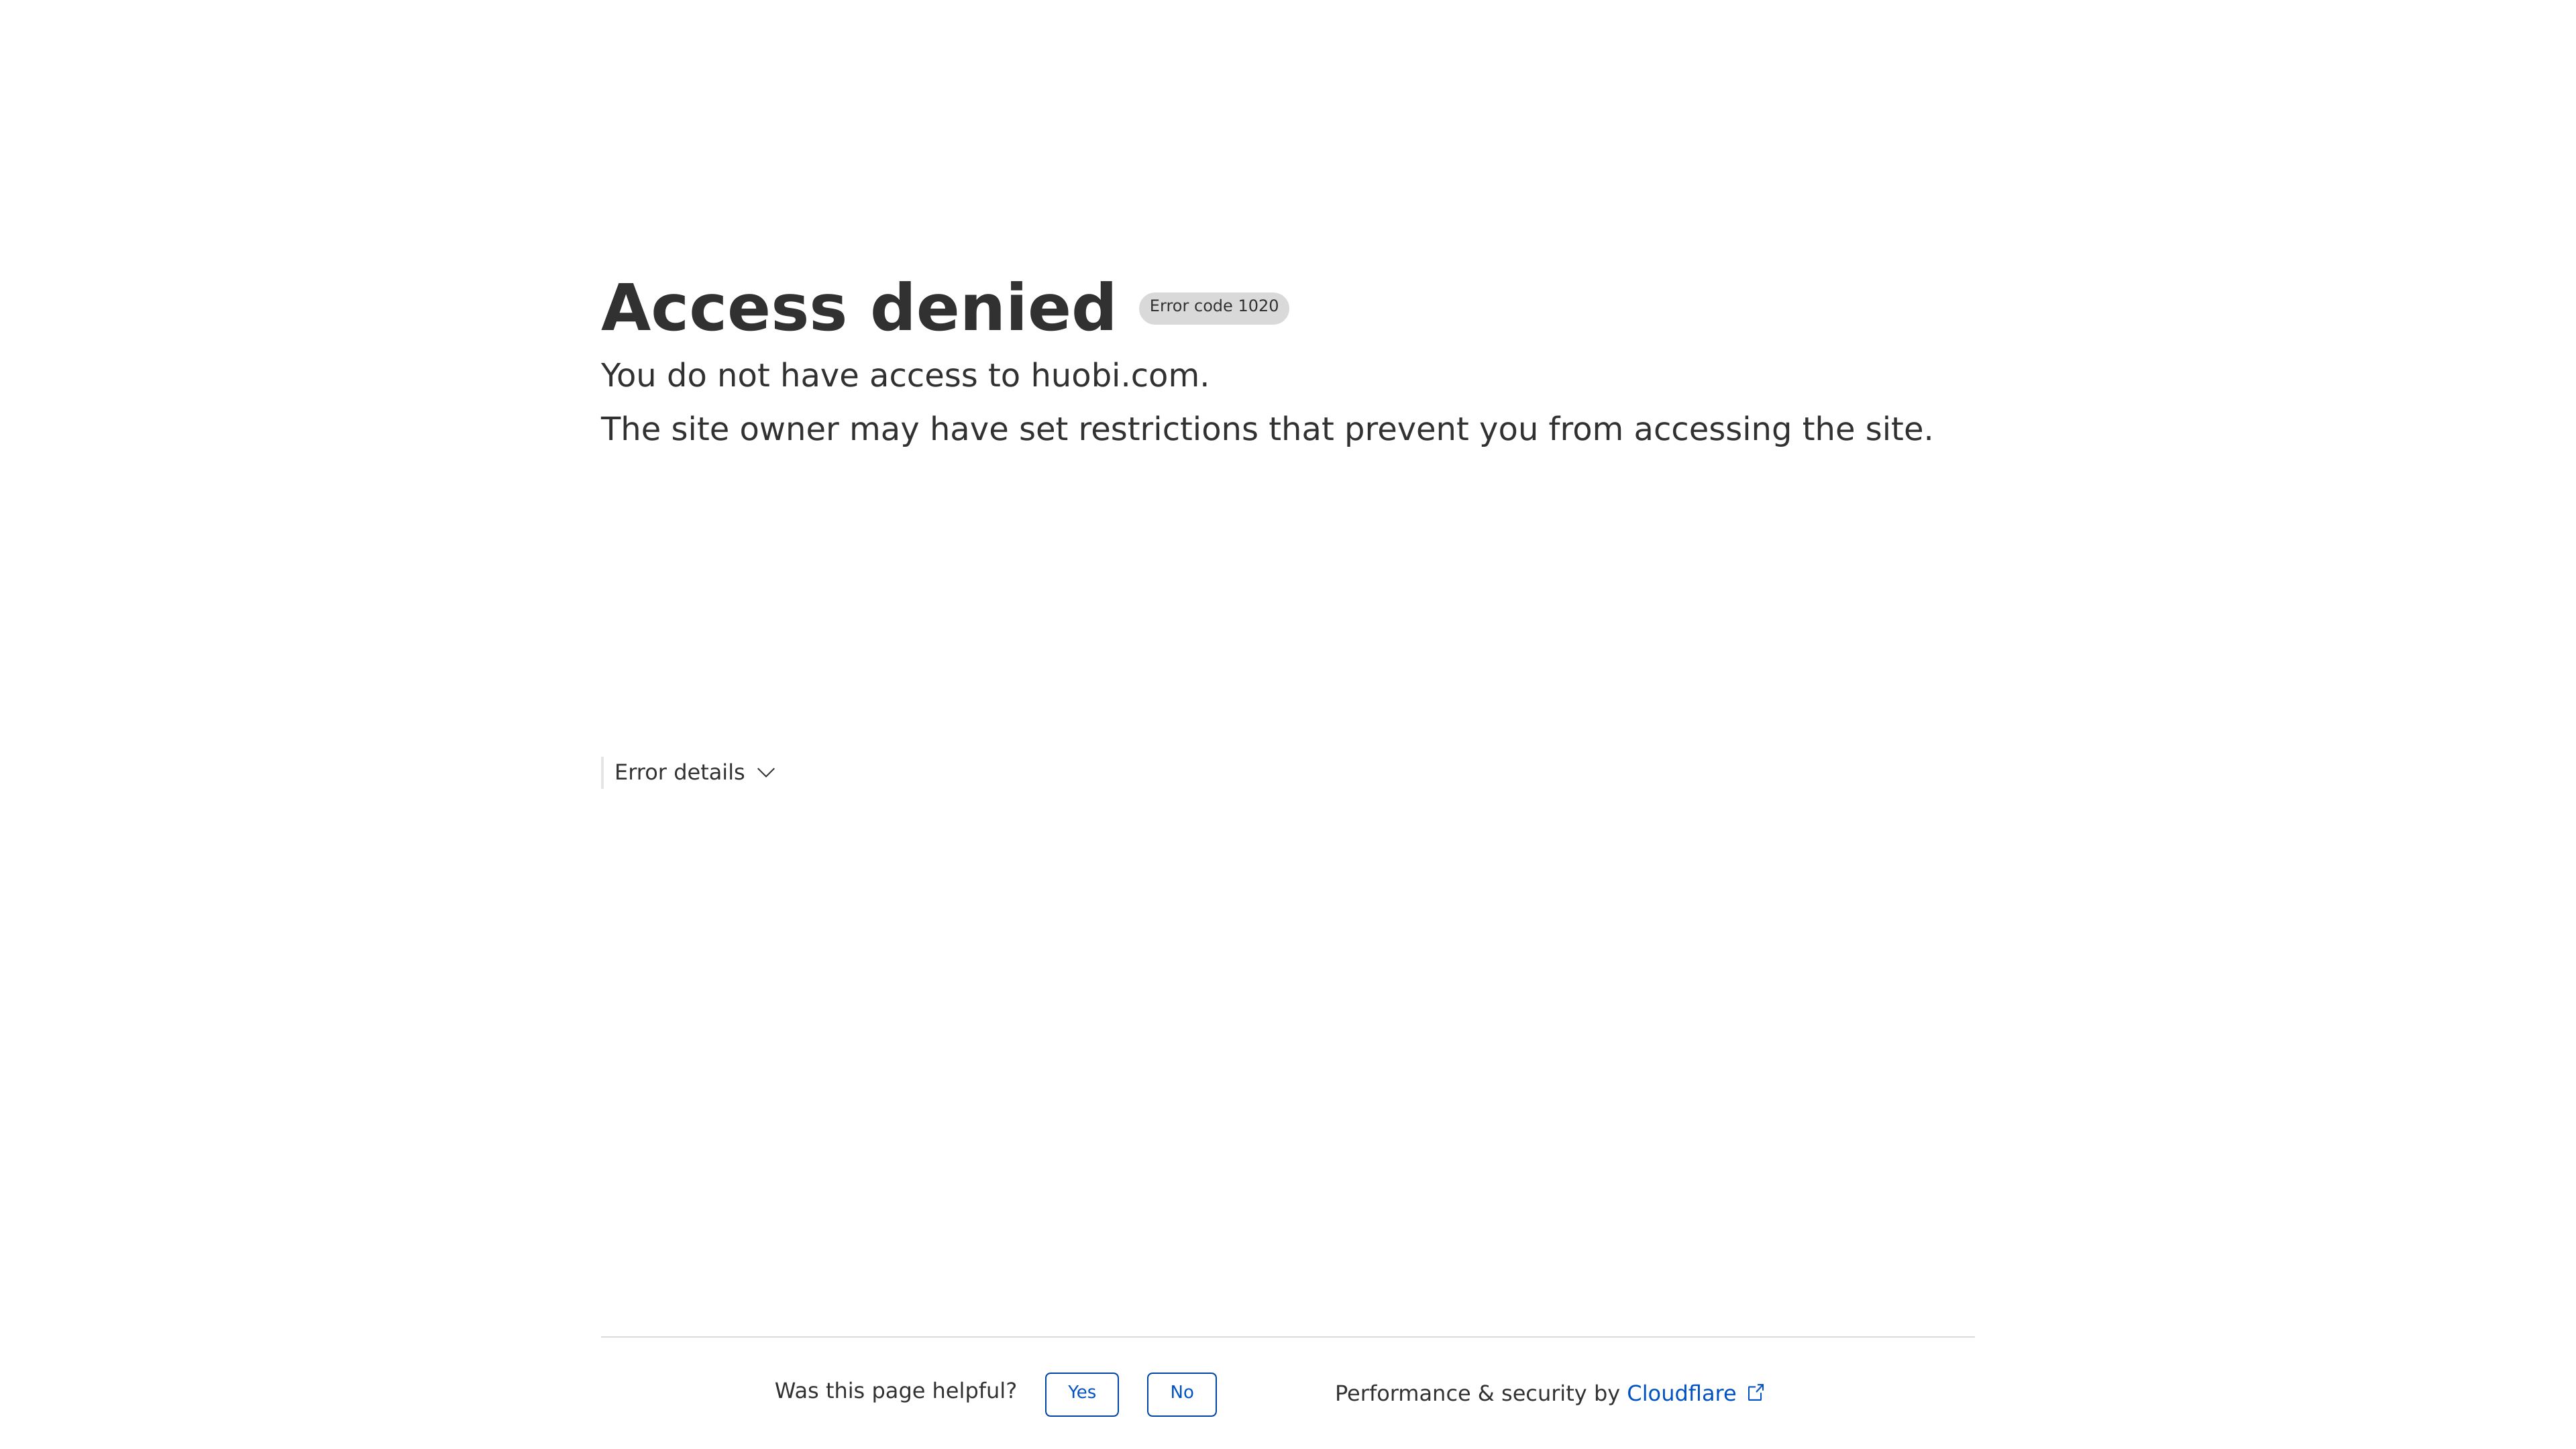 Access denied Error code 1020
You do not have access to huobi.com.
The site owner may have set restrictions that prevent you from accessing the site.
Error details
Was this page helpful? Yes No Performance & security by Cloudflare